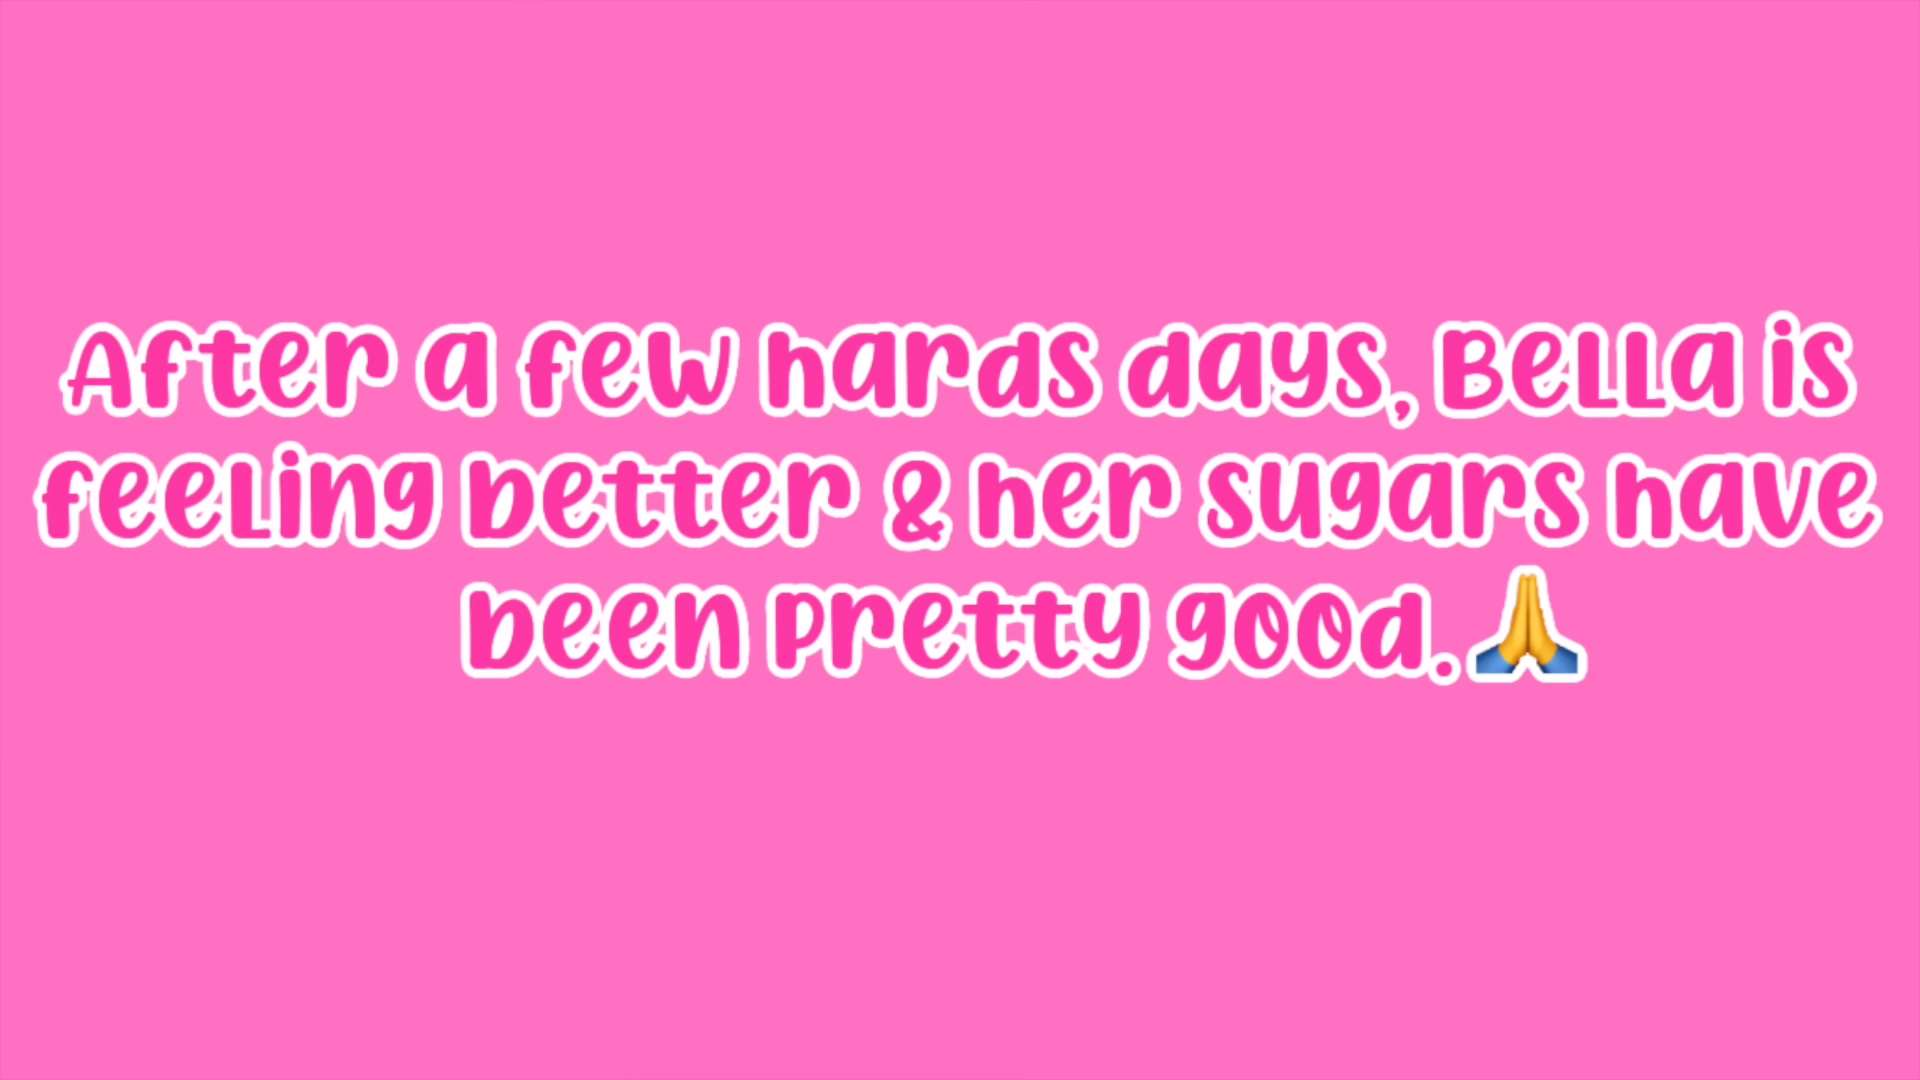 After a few hards days, Bella is
feeling better & her sugars have
been pretty good.🙏